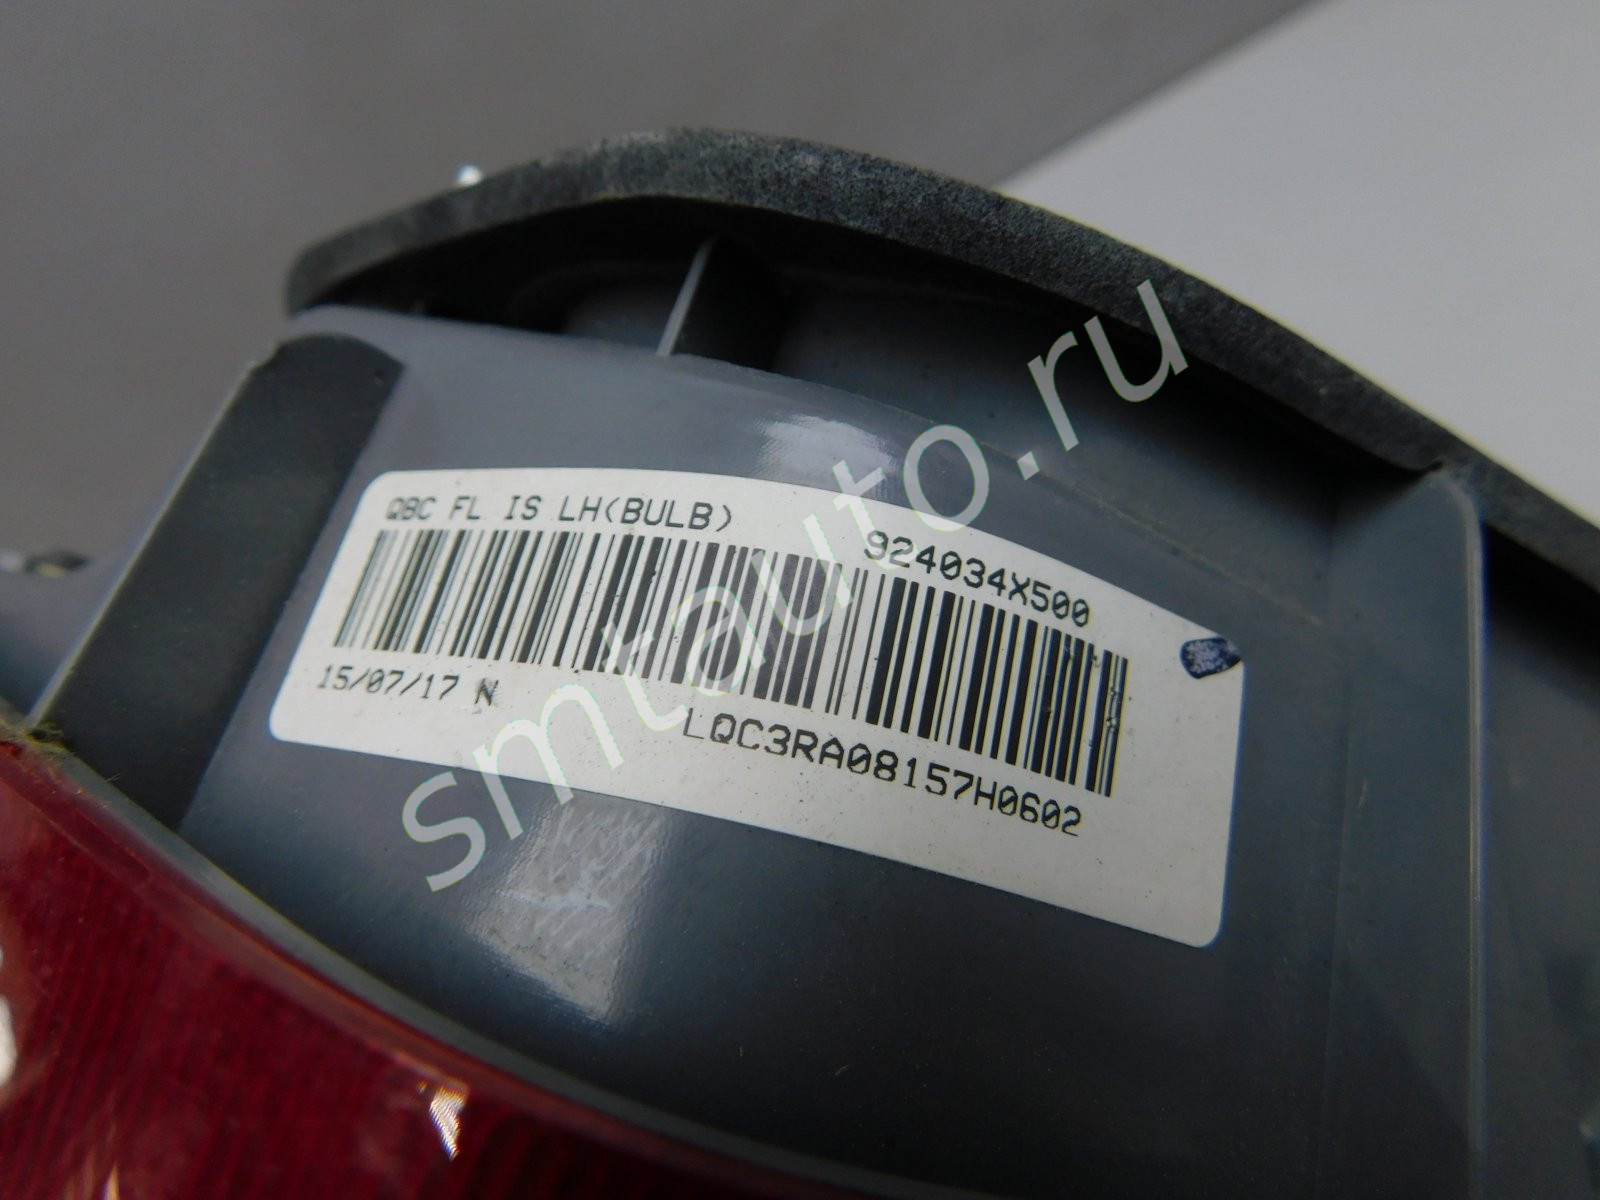 QBC FL IS LH(BULB)
924034X500
15/07/17 N
LQC3RA08157H0602
smtauto.ru